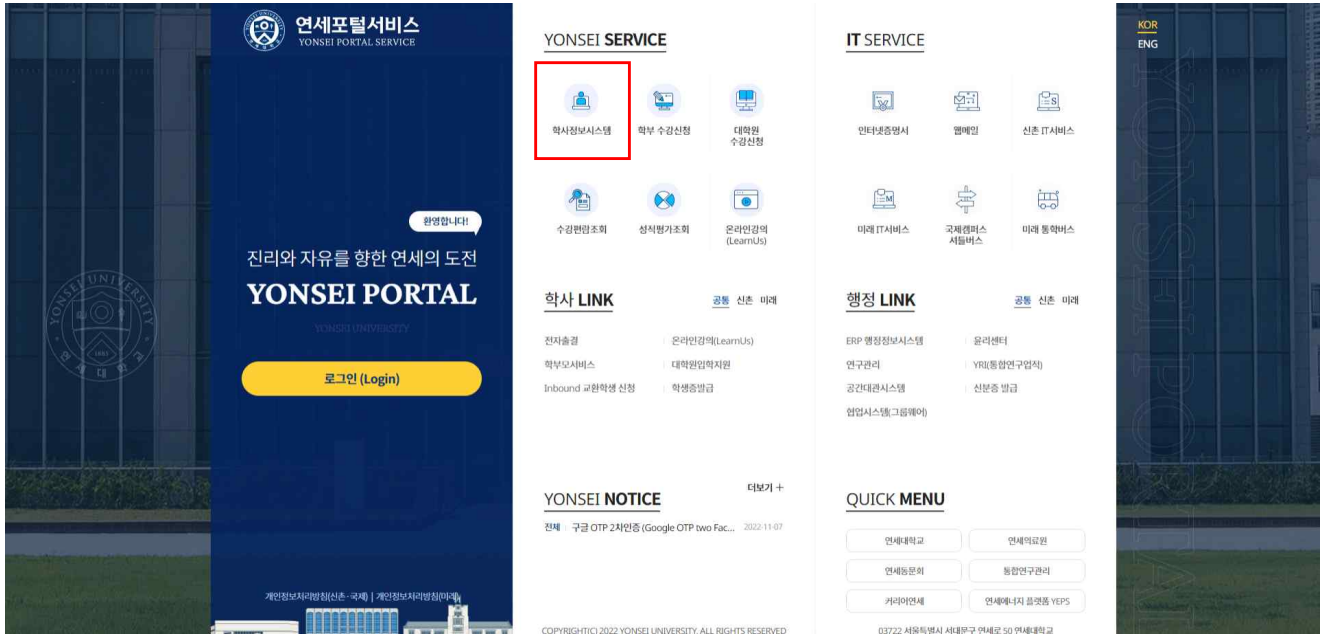 연세포털서비스
YONSEI PORTAL SERVICE
환영합니다!
진리와 자유를 향한 연세의 도전
YONSEI PORTAL
YONSEI UNIVERSITY
로그인 (Login)
개인정보처리방침(신촌·국제) | 개인정보처리방침(미래)
YONSEI SERVICE
학사정보시스템
학부 수강신청
대학원
수강신청
수강편람조회
성적평가조회
온라인강의
(LearnUs)
학사 LINK
공통 신촌 미래
전자출결
온라인강의(LearnUs)
학부모서비스
대학원입학지원
Inbound 교환학생 신청
학생증발급
YONSEI NOTICE
더보기 +
전체 구글 OTP 2차인증 (Google OTP two Fac... 2022-11-07
COPYRIGHT(C) 2022 YONSEI UNIVERSITY. ALL RIGHTS RESERVED
IT SERVICE
인터넷증명서
웹메일
신촌 IT서비스
미래 IT서비스
국제캠퍼스
셔틀버스
미래 통학버스
행정 LINK
공통 신촌 미래
ERP 행정정보시스템
윤리센터
연구관리
YRI(통합연구업적)
공간대관시스템
신분증 발급
협업시스템(그룹웨어)
QUICK MENU
연세대학교
연세의료원
연세동문회
통합연구관리
커리어연세
연세에너지 플랫폼 YEPS
03722 서울특별시 서대문구 연세로 50 연세대학교
KOR
ENG
YONSEI PORTAL